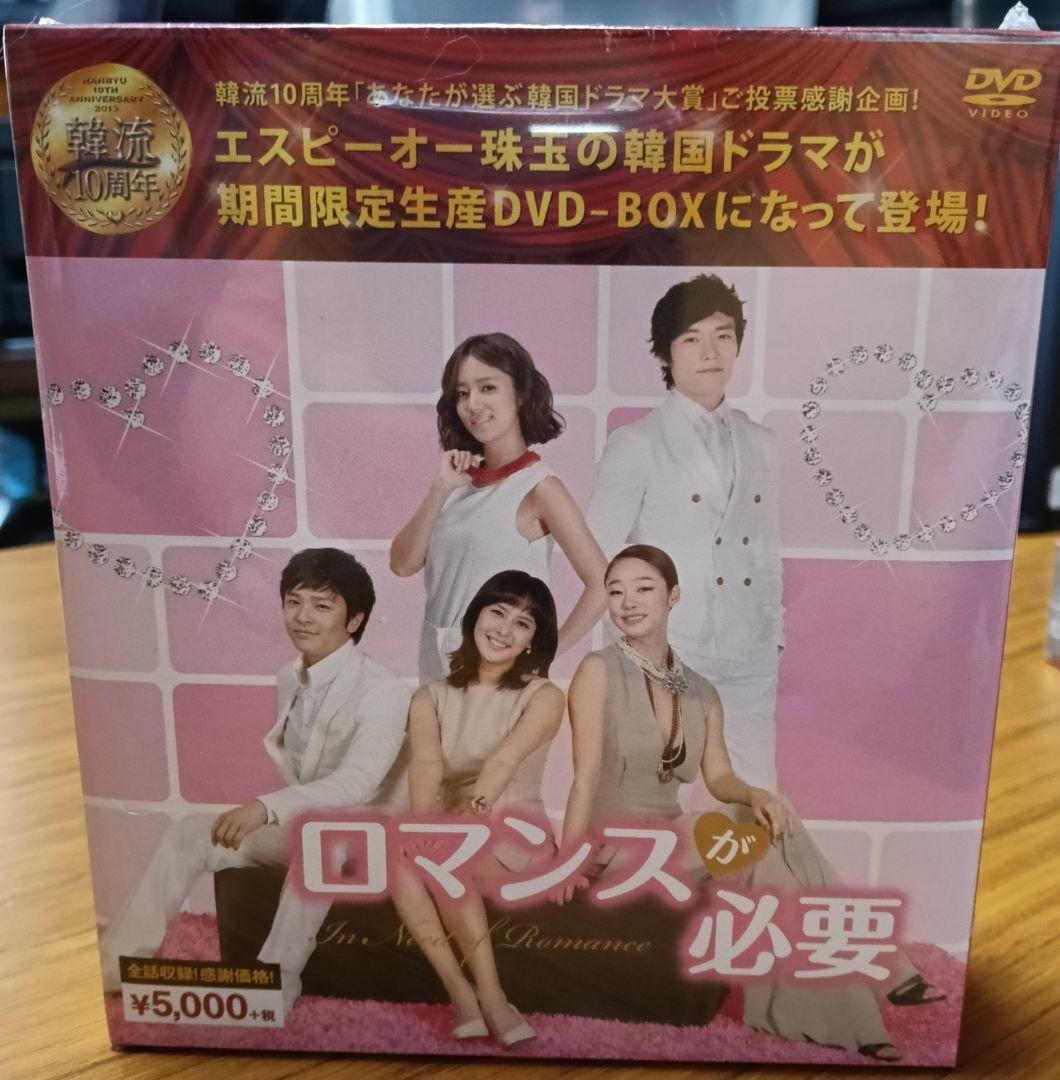 HANRYU
10TH
ANNIVERSARY
2013
韓流
10周年
韓流10周年「あなたが選ぶ韓国ドラマ大賞」ご投票感謝企画!
エスピーオー珠玉の韓国ドラマが
期間限定生産DVD-BOXになって登場!
DVD
VIDEO
ロマンスが
必要
In Need of Romance
全話収録!感謝価格!
¥5,000+税